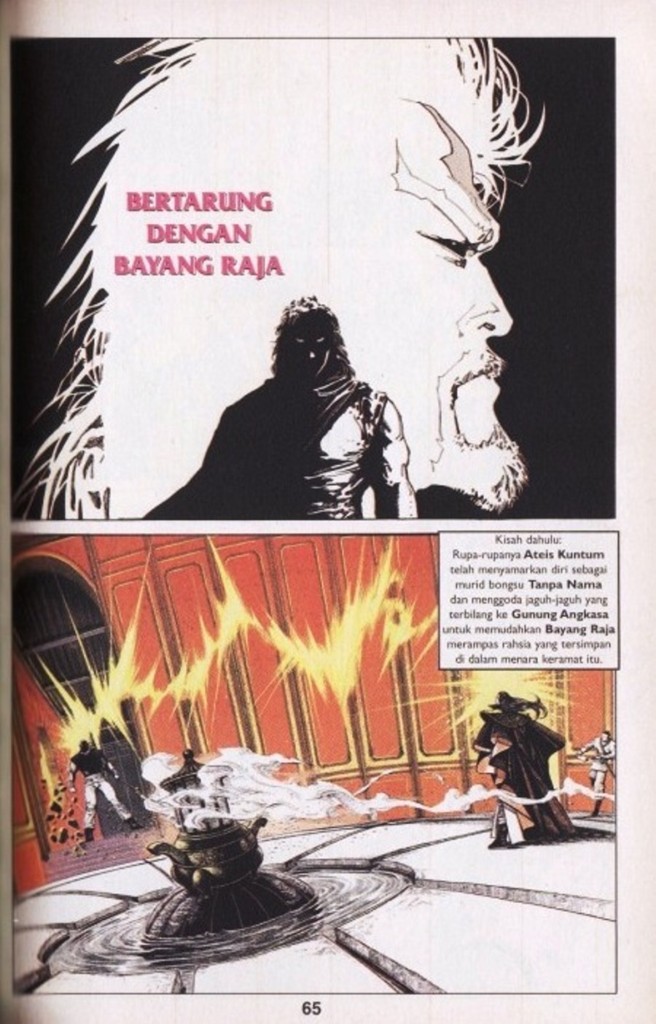 BERTARUNG
DENGAN
BAYANG RAJA
Kisah dahulu:
Rupa-rupanya Ateis Kuntum
telah menyamarkan diri sebagai
murid bongsu Tanpa Nama
dan menggoda jaguh-jaguh yang
terbilang ke Gunung Angkasa
untuk memudahkan Bayang Raja
merampas rahsia yang tersimpan
di dalam menara keramat itu.
65